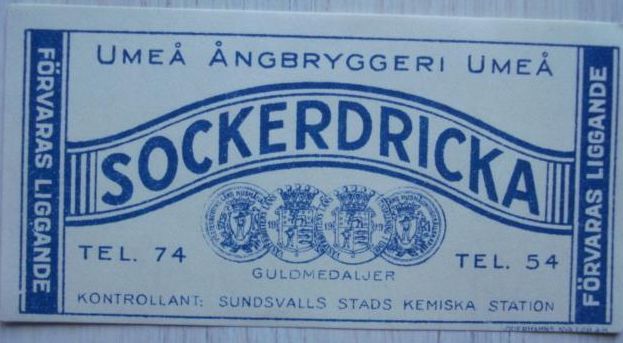 UMEÅ ÅNGBRYGGERI UMEÅ
FÖRVARAS LIGGANDE
SOCKERDRICKA
FÖRVARAS LIGGANDE
TEL. 74
GULDMEDALJER
TEL. 54
KONTROLLANT: SUNDSVALLS STADS KEMISKA STATION